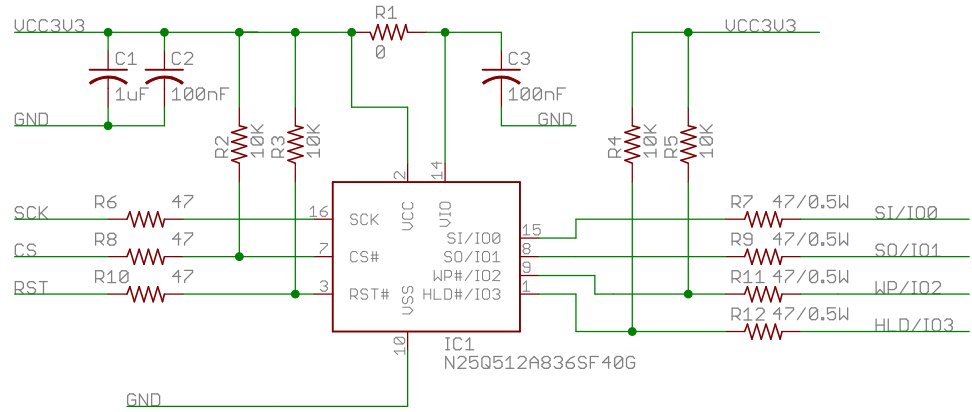 R1
VCC3V3
VCC3V3
0
C1
C2
C3
1uF
100nF
100nF
GND
GND
R2
10K
R3
10K
R4
10K
R5
10K
2
14
R6
47
R7
47/0.5W
SCK
16
SCK
VCC
VIO
SI/IO0
15
SI/IO0
R8
47
R9
47/0.5W
CS
7
CS#
SO/IO1
8
SO/IO1
R10
47
WP#/IO2
9
R11
47/0.5W
RST
3
RST#
VSS
HLD#/IO3
1
WP/IO2
R12
47/0.5W
HLD/IO3
10
IC1
N25Q512A836SF40G
GND